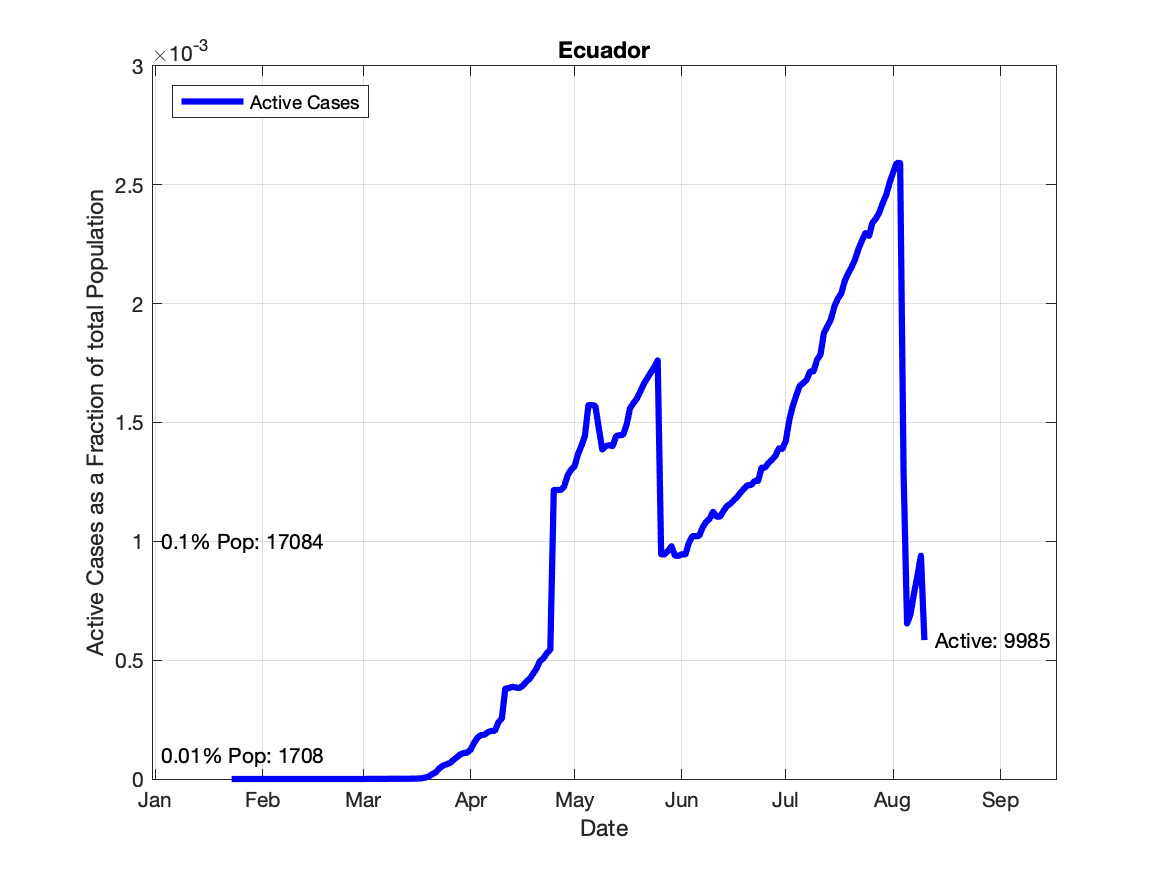 Ecuador
×10-3
3
2.5
2
1.5
1
0.5
0
Active Cases
Active Cases as a Fraction of total Population
0.1% Pop: 17084
0.01% Pop: 1708
Active: 9985
Jan Feb Mar Apr May Jun Jul Aug Sep
Date